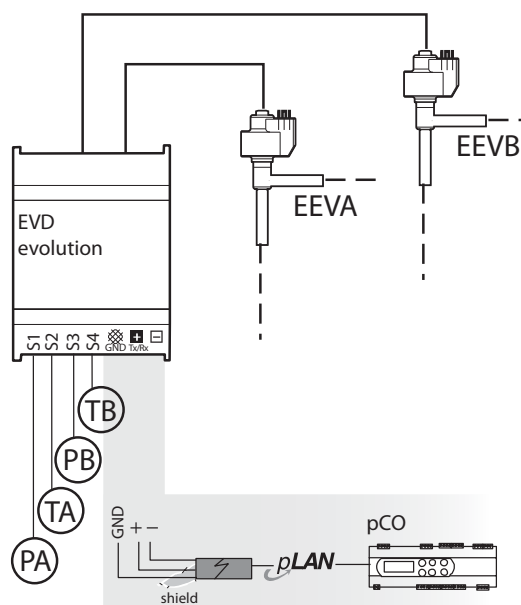 EEVB
EEVA
EVD
evolution
S1
S2
S3
S4
GND
Tx/Rx
TB
PB
TA
PA
GND
+
–
shield
pLAN
pCO